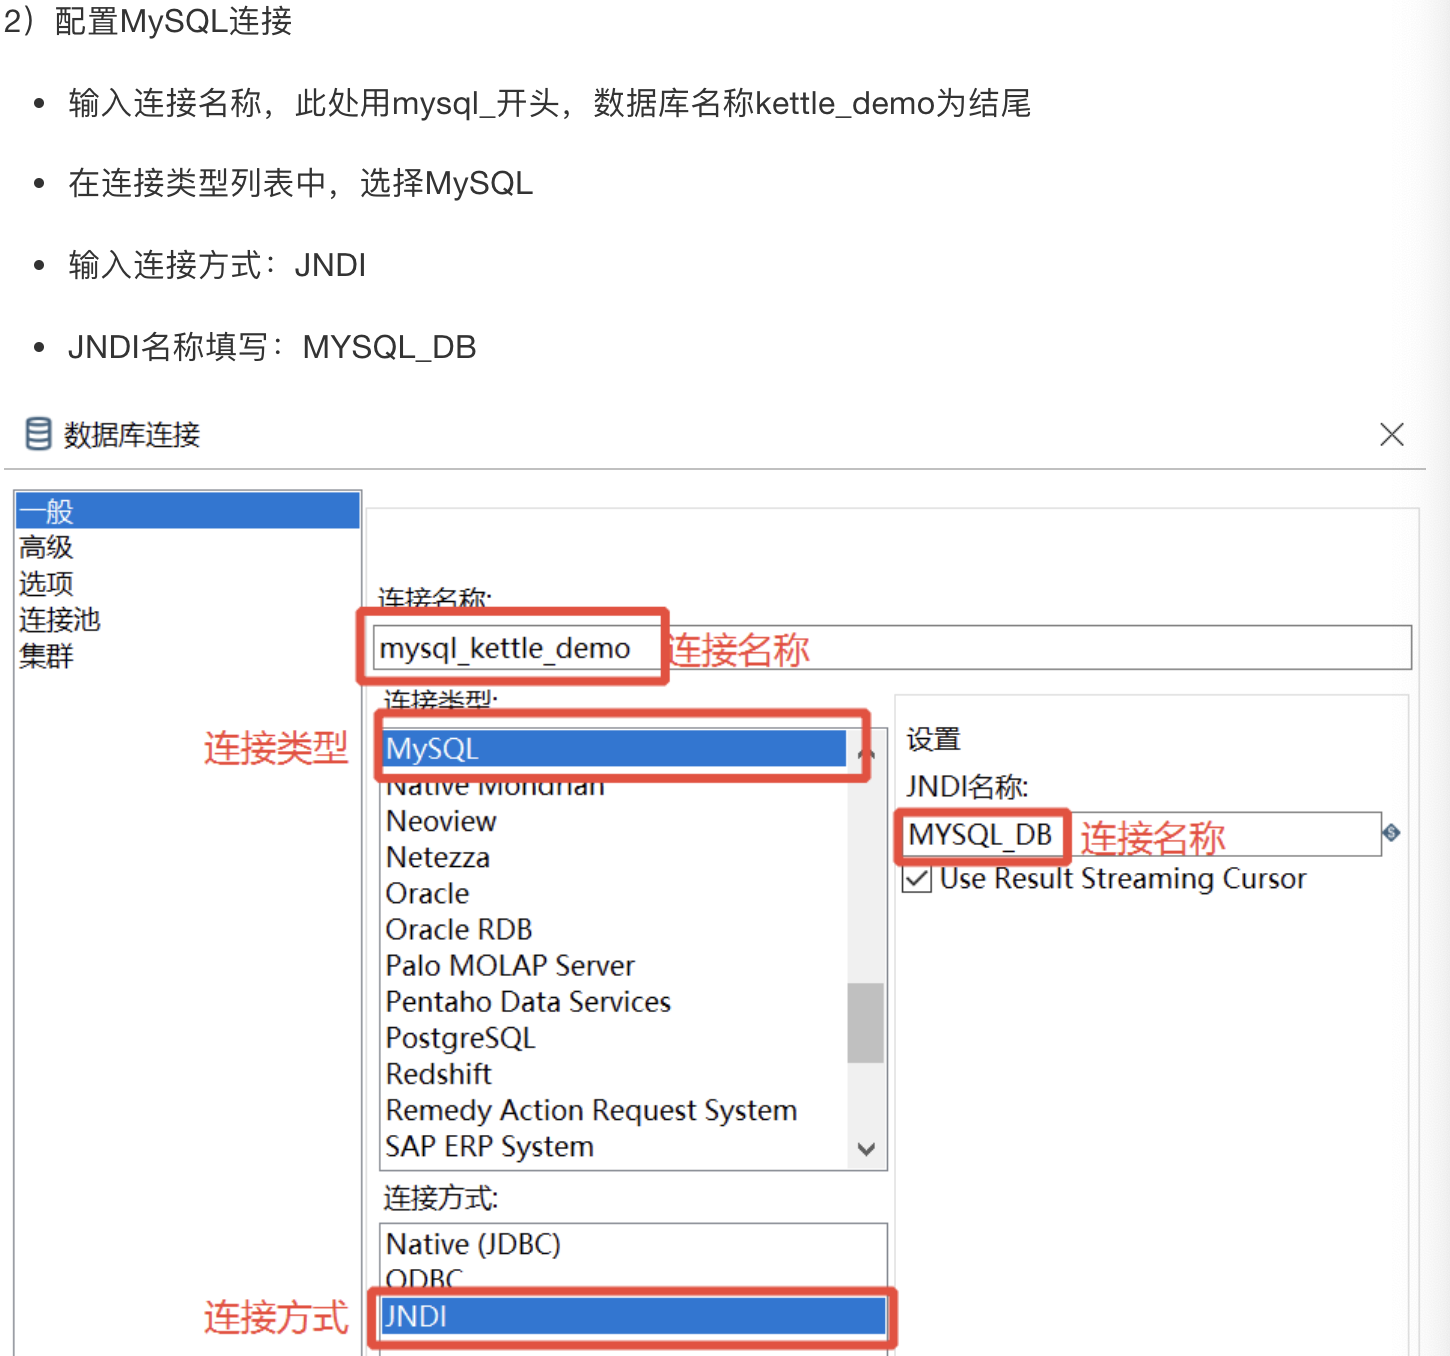 2）配置MySQL连接
输入连接名称，此处用mysql_开头，数据库名称kettle_demo为结尾
在连接类型列表中，选择MySQL
输入连接方式：JNDI
JNDI名称填写：MYSQL_DB
数据库连接
一般
高级
选项
连接池
集群
连接名称:
mysql_kettle_demo 连接名称
连接类型:
连接类型
MySQL
Native Mondrian
Neoview
Netezza
Oracle
Oracle RDB
Palo MOLAP Server
Pentaho Data Services
PostgreSQL
Redshift
Remedy Action Request System
SAP ERP System
设置
JNDI名称:
MYSQL_DB 连接名称
Use Result Streaming Cursor
连接方式:
Native (JDBC)
ODBC
连接方式
JNDI